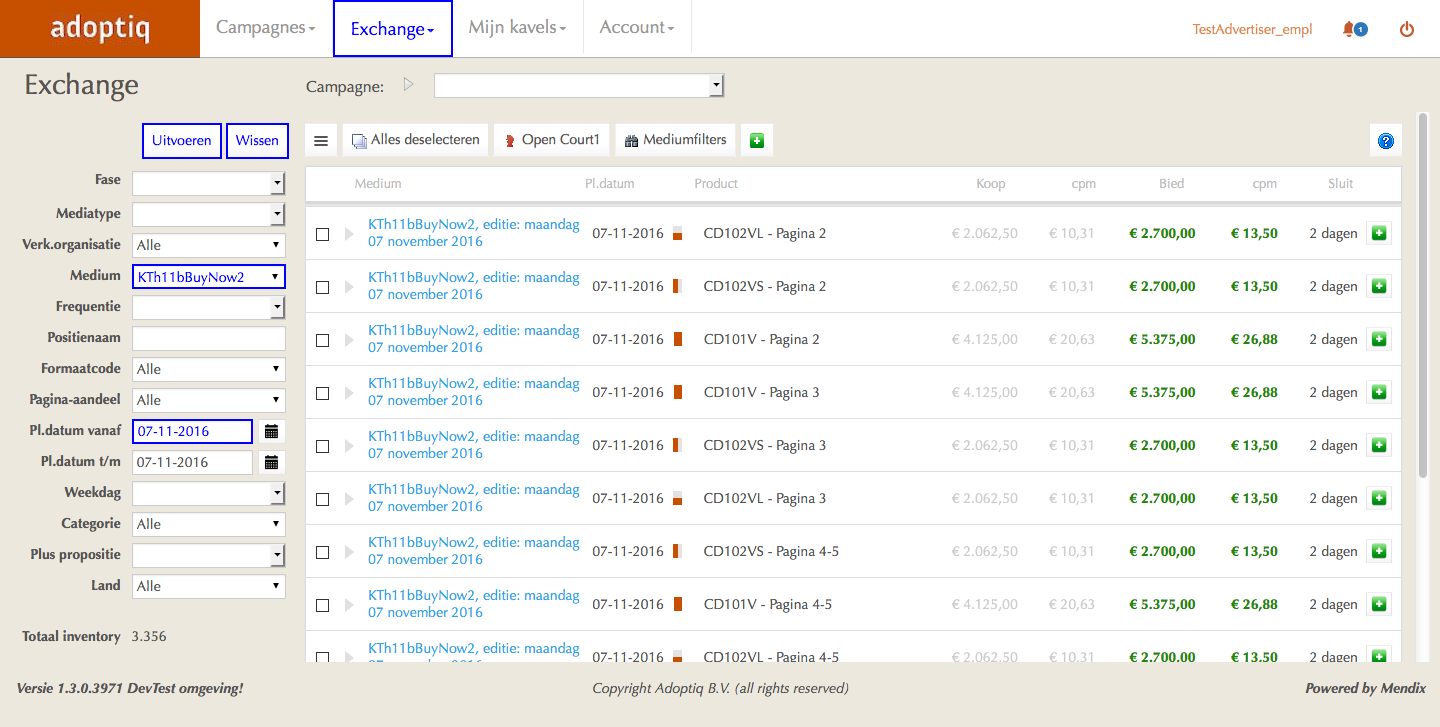 adoptiq Campagnes Exchange Mijn kavels Account TestAdvertiser_empl 1
Exchange Campagne:
Uitvoeren Wissen Alles deselecteren Open Court1 Mediumfilters
Fase
Mediatype
Verk.organisatie Alle
Medium KTh11bBuyNow2
Frequentie
Positienaam
Formaatcode Alle
Pagina-aandeel Alle
Pl.datum vanaf 07-11-2016
Pl.datum t/m 07-11-2016
Weekdag
Categorie Alle
Plus propositie
Land Alle
Totaal inventory 3.356
Medium Pl.datum Product Koop cpm Bied cpm Sluit
KTh11bBuyNow2, editie: maandag
07 november 2016 07-11-2016 CD102VL - Pagina 2 € 2.062,50 € 10,31 € 2.700,00 € 13,50 2 dagen
KTh11bBuyNow2, editie: maandag
07 november 2016 07-11-2016 CD102VS - Pagina 2 € 2.062,50 € 10,31 € 2.700,00 € 13,50 2 dagen
KTh11bBuyNow2, editie: maandag
07 november 2016 07-11-2016 CD101V - Pagina 2 € 4.125,00 € 20,63 € 5.375,00 € 26,88 2 dagen
KTh11bBuyNow2, editie: maandag
07 november 2016 07-11-2016 CD101V - Pagina 3 € 4.125,00 € 20,63 € 5.375,00 € 26,88 2 dagen
KTh11bBuyNow2, editie: maandag
07 november 2016 07-11-2016 CD102VS - Pagina 3 € 2.062,50 € 10,31 € 2.700,00 € 13,50 2 dagen
KTh11bBuyNow2, editie: maandag
07 november 2016 07-11-2016 CD102VL - Pagina 3 € 2.062,50 € 10,31 € 2.700,00 € 13,50 2 dagen
KTh11bBuyNow2, editie: maandag
07 november 2016 07-11-2016 CD102VS - Pagina 4-5 € 2.062,50 € 10,31 € 2.700,00 € 13,50 2 dagen
KTh11bBuyNow2, editie: maandag
07 november 2016 07-11-2016 CD101V - Pagina 4-5 € 4.125,00 € 20,63 € 5.375,00 € 26,88 2 dagen
KTh11bBuyNow2, editie: maandag
07-11-2016 CD102VL - Pagina 4-5 € 2.062,50 € 10,31 € 2.700,00 € 13,50 2 dagen
Versie 1.3.0.3971 DevTest omgeving! Copyright Adoptiq B.V. (all rights reserved) Powered by Mendix